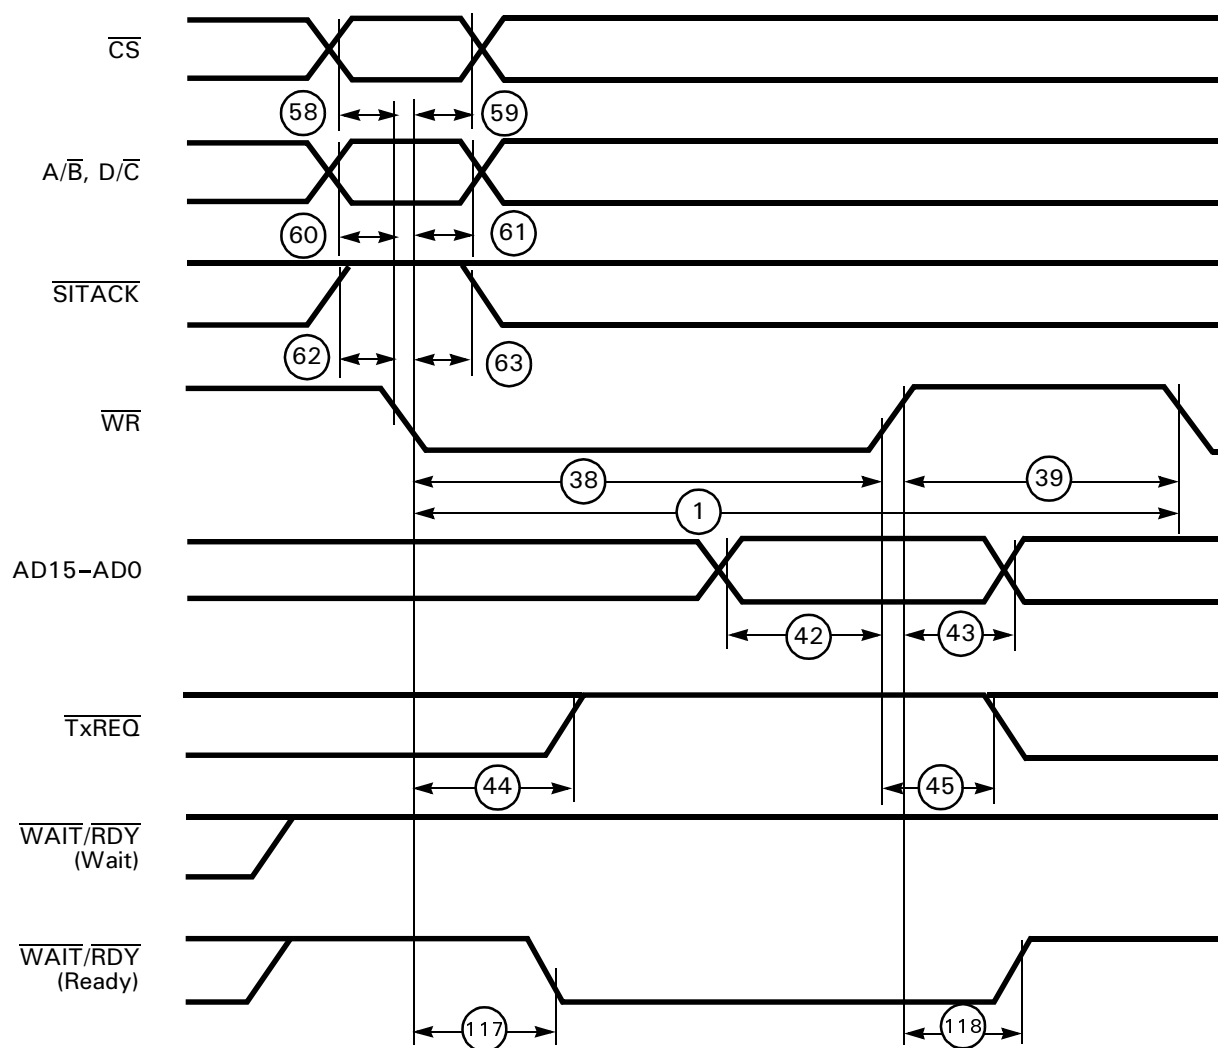 CS
58
59
A/B, D/C
60
61
SITACK
62
63
WR
38
39
1
AD15–AD0
42
43
TxREQ
44
45
WAIT/RDY
(Wait)
WAIT/RDY
(Ready)
117
118